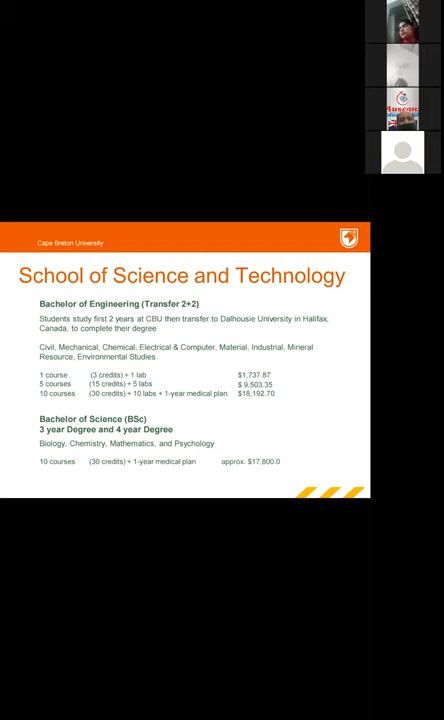 Auscan
Cape Breton University
School of Science and Technology
Bachelor of Engineering (Transfer 2+2)
Students study first 2 years at CBU then transfer to Dalhousie University in Halifax,
Canada, to complete their degree
Civil, Mechanical, Chemical, Electrical & Computer, Material, Industrial, Mineral
Resource, Environmental Studies
1 course (3 credits) + 1 lab $1,737.87
5 courses (15 credits) + 5 labs $ 9,503.35
10 courses (30 credits) + 10 labs + 1-year medical plan $18,192.70
Bachelor of Science (BSc)
3 year Degree and 4 year Degree
Biology, Chemistry, Mathematics, and Psychology
10 courses (30 credits) + 1-year medical plan approx. $17,800.0